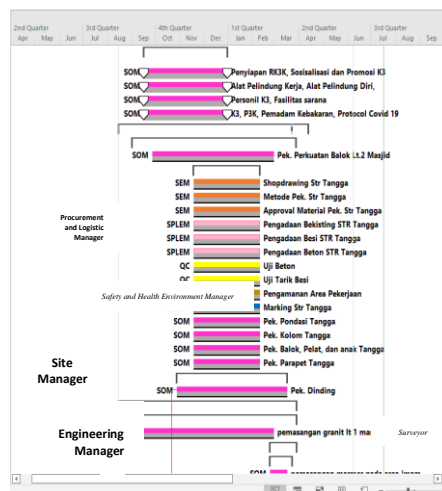 2nd Quarter 3rd Quarter 4th Quarter 1st Quarter 2nd Quarter 3rd Quarter
Apr May Jun Jul Aug Sep Oct Nov Dec Jan Feb Mar Apr May Jun Jul Aug Sep
SOM Penyiapan RK3K, Sosisalisasi dan Promosi K3
SOM Alat Pelindung Kerja, Alat Pelindung Diri,
SOM Personil K3, Fasilitas sarana
SOM K3, P3K, Pemadam Kebakaran, Protocol Covid 19
SOM Pek. Perkuatan Balok Lt.2 Masjid
SEM Shopdrawing Str Tangga
SEM Metode Pek. Str Tangga
SEM Approval Material Pek. Str Tangga
Procurement
and Logistic
Manager
SPLEM Pengadaan Bekisting STR Tangga
SPLEM Pengadaan Besi STR Tangga
SPLEM Pengadaan Beton STR Tangga
QC Uji Beton
QC Uji Tarik Besi
Safety and Health Environment Manager Pengamanan Area Pekerjaan
Marking Str Tangga
SOM Pek. Pondasi Tangga
SOM Pek. Kolom Tangga
SOM Pek. Balok, Pelat, dan anak Tangga
SOM Pek. Parapet Tangga
Site
Manager
SOM Pek. Dinding
Engineering
Manager
pemasangan granit lt 1 ma
Surveyor
SOM